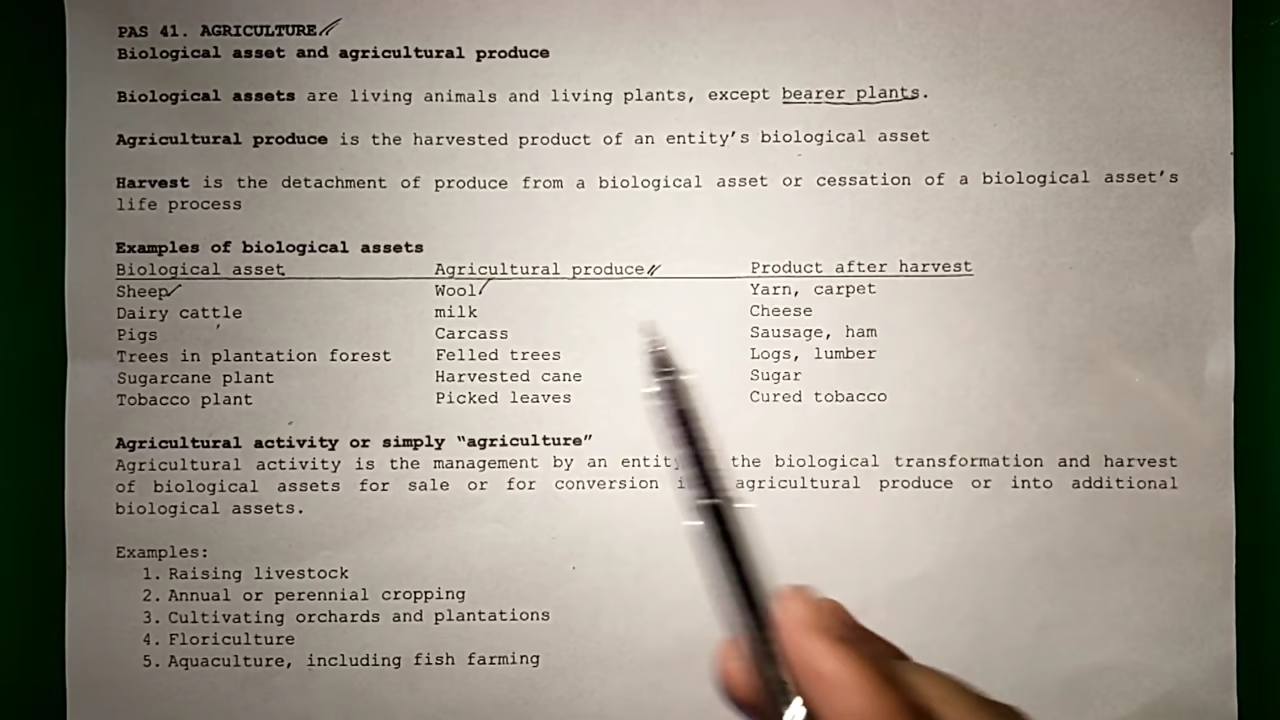 PAS 41. AGRICULTURE
Biological asset and agricultural produce
Biological assets are living animals and living plants, except bearer plants.
Agricultural produce is the harvested product of an entity's biological asset
Harvest is the detachment of produce from a biological asset or cessation of a biological asset's
life process
Examples of biological assets
Biological asset Agricultural produce Product after harvest
Sheep Wool Yarn, carpet
Dairy cattle milk Cheese
Pigs Carcass Sausage, ham
Trees in plantation forest Felled trees Logs, lumber
Sugarcane plant Harvested cane Sugar
Tobacco plant Picked leaves Cured tobacco
Agricultural activity or simply "agriculture"
Agricultural activity is the management by an entity the biological transformation and harvest
of biological assets for sale or for conversion agricultural produce or into additional
biological assets.
Examples:
1. Raising livestock
2. Annual or perennial cropping
3. Cultivating orchards and plantations
4. Floriculture
5. Aquaculture, including fish farming